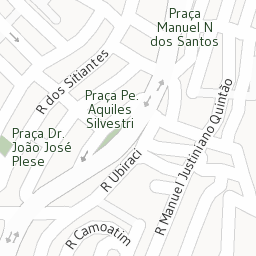 Praça
Manuel N
dos Santos
R dos Sitiantes
Praça Pe.
Aquiles
Silvestri
Praça Dr.
João José
Plese
R Ubiraci
R Manuel Justiniano Quintão
R Camoatim